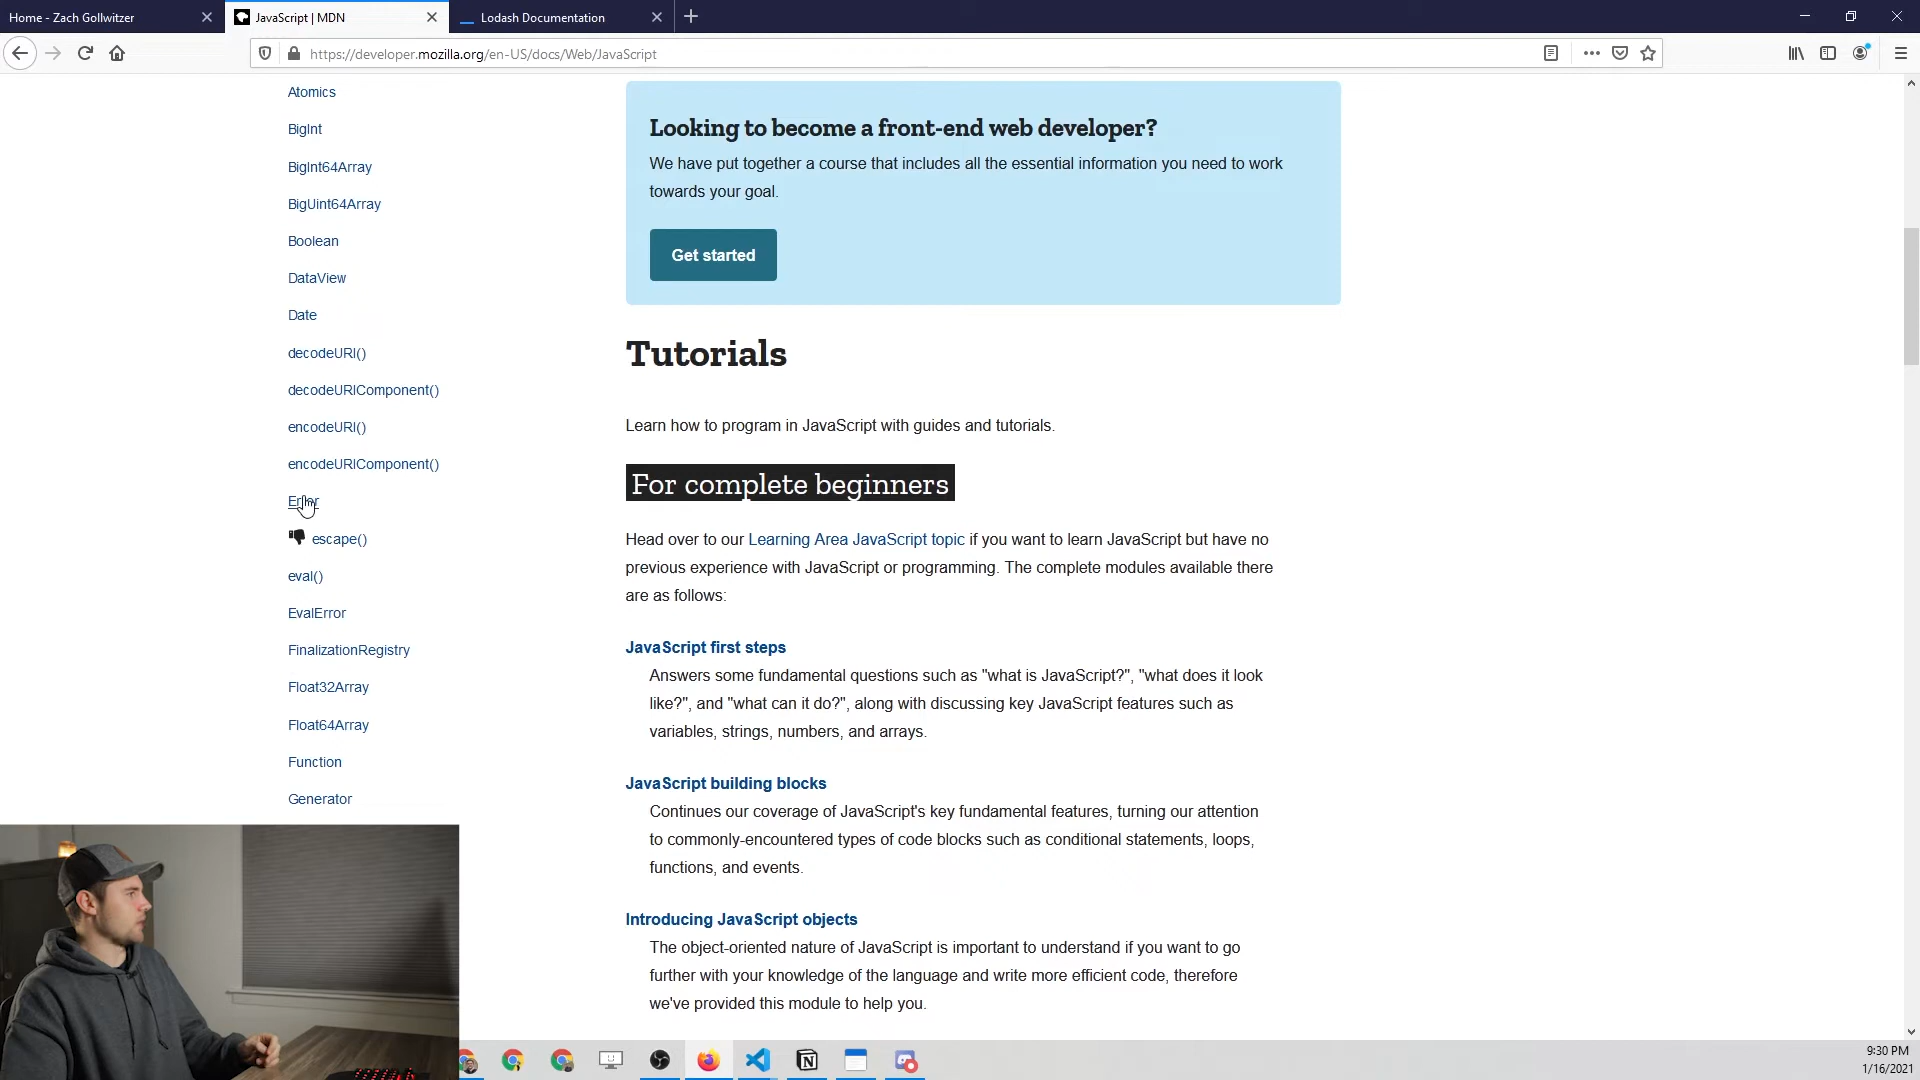 Home - Zach Gollwitzer
JavaScript | MDN
Lodash Documentation
https://developer.mozilla.org/en-US/docs/Web/JavaScript
Atomics
BigInt
BigInt64Array
BigUint64Array
Boolean
DataView
Date
decodeURI()
decodeURIComponent()
encodeURI()
encodeURIComponent()
Error
escape()
eval()
EvalError
FinalizationRegistry
Float32Array
Float64Array
Function
Generator
Looking to become a front-end web developer?
We have put together a course that includes all the essential information you need to work
towards your goal.
Get started
Tutorials
Learn how to program in JavaScript with guides and tutorials.
For complete beginners
Head over to our Learning Area JavaScript topic if you want to learn JavaScript but have no
previous experience with JavaScript or programming. The complete modules available there
are as follows:
JavaScript first steps
Answers some fundamental questions such as "what is JavaScript?", "what does it look
like?", and "what can it do?", along with discussing key JavaScript features such as
variables, strings, numbers, and arrays.
JavaScript building blocks
Continues our coverage of JavaScript's key fundamental features, turning our attention
to commonly-encountered types of code blocks such as conditional statements, loops,
functions, and events.
Introducing JavaScript objects
The object-oriented nature of JavaScript is important to understand if you want to go
further with your knowledge of the language and write more efficient code, therefore
we've provided this module to help you.
9:30 PM
1/16/2021